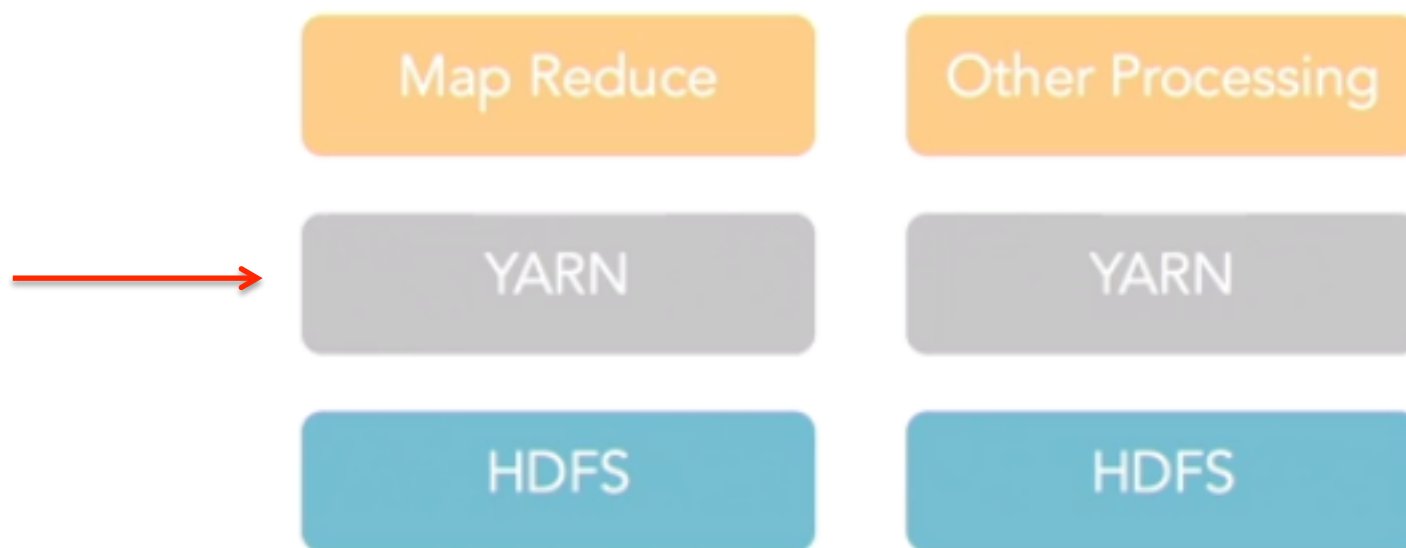 Map Reduce
Other Processing
YARN
YARN
HDFS
HDFS